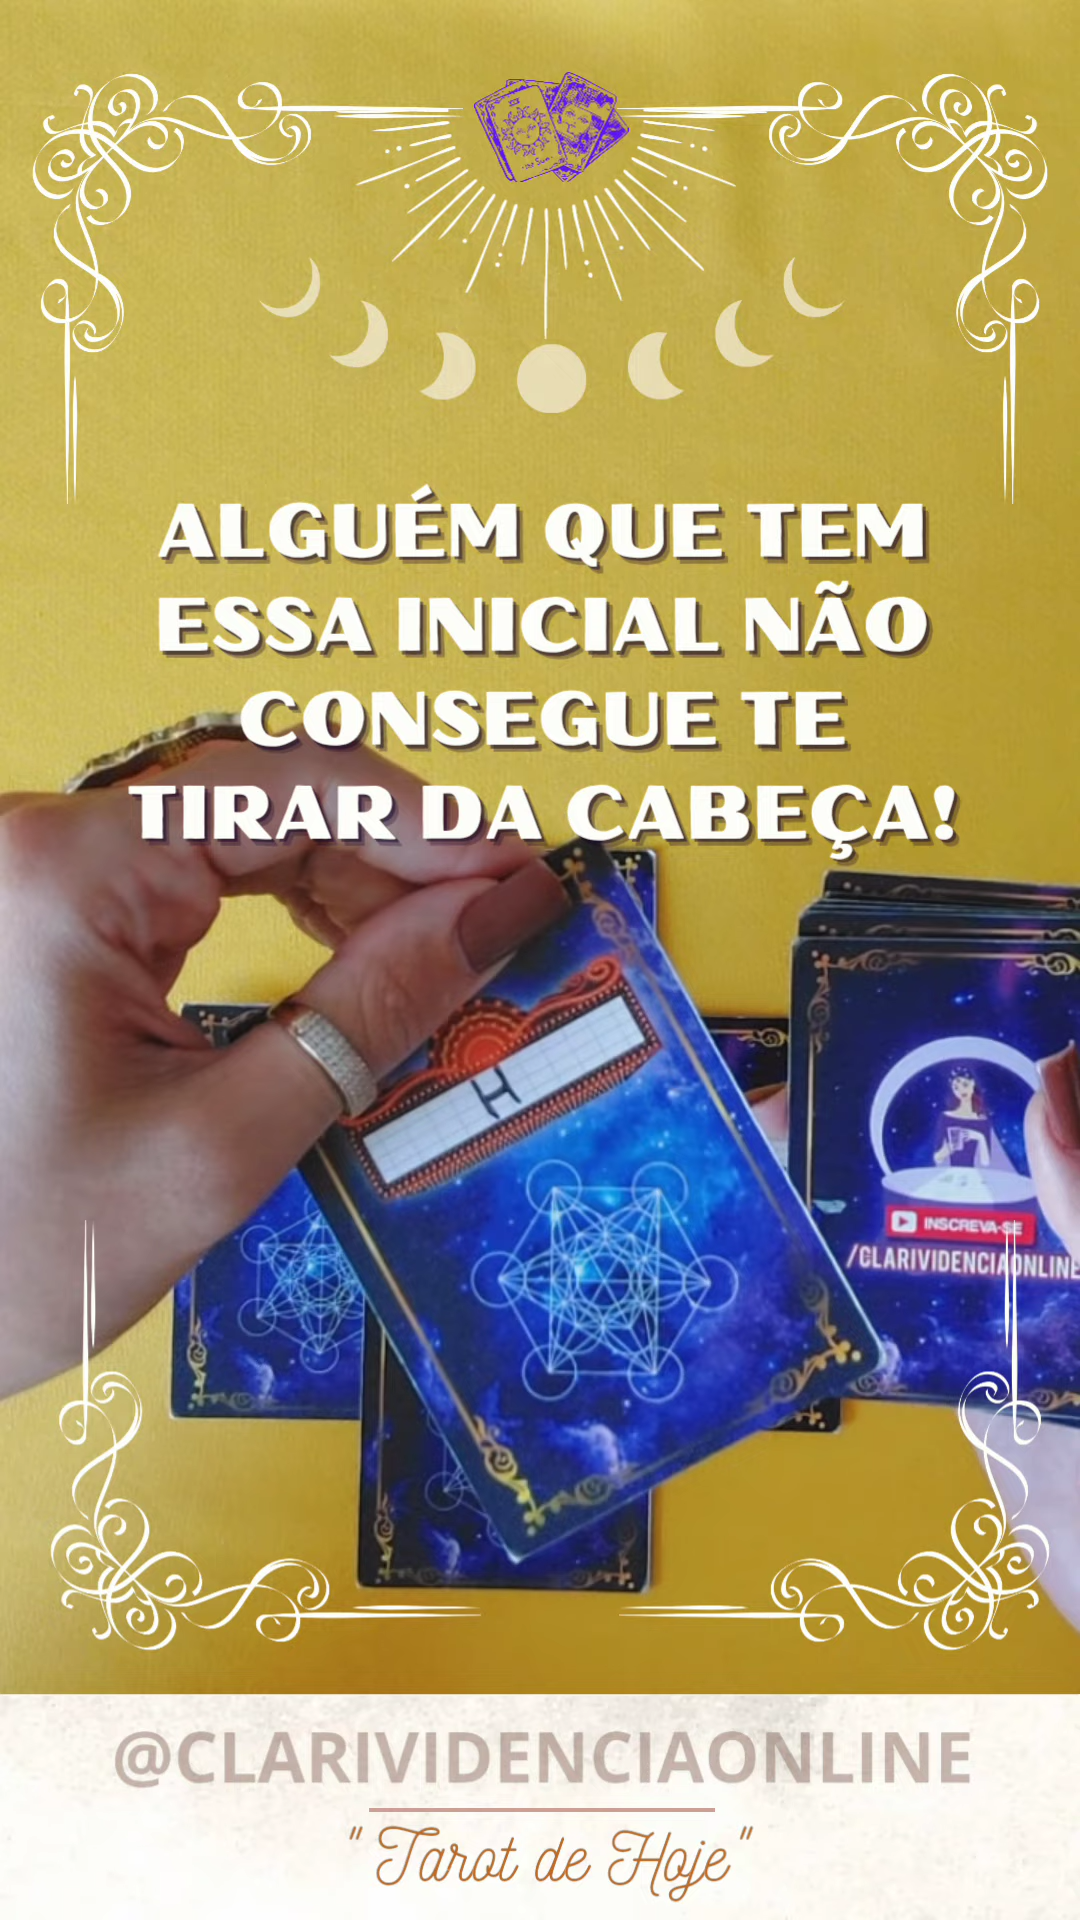 ALGUÉM QUE TEM
ESSA INICIAL NÃO
CONSEGUE TE
TIRAR DA CABEÇA!
H
INSCREVA-SE
/CLARIVIDENCIAONLINE
@CLARIVIDENCIAONLINE
"Tarot de Hoje"